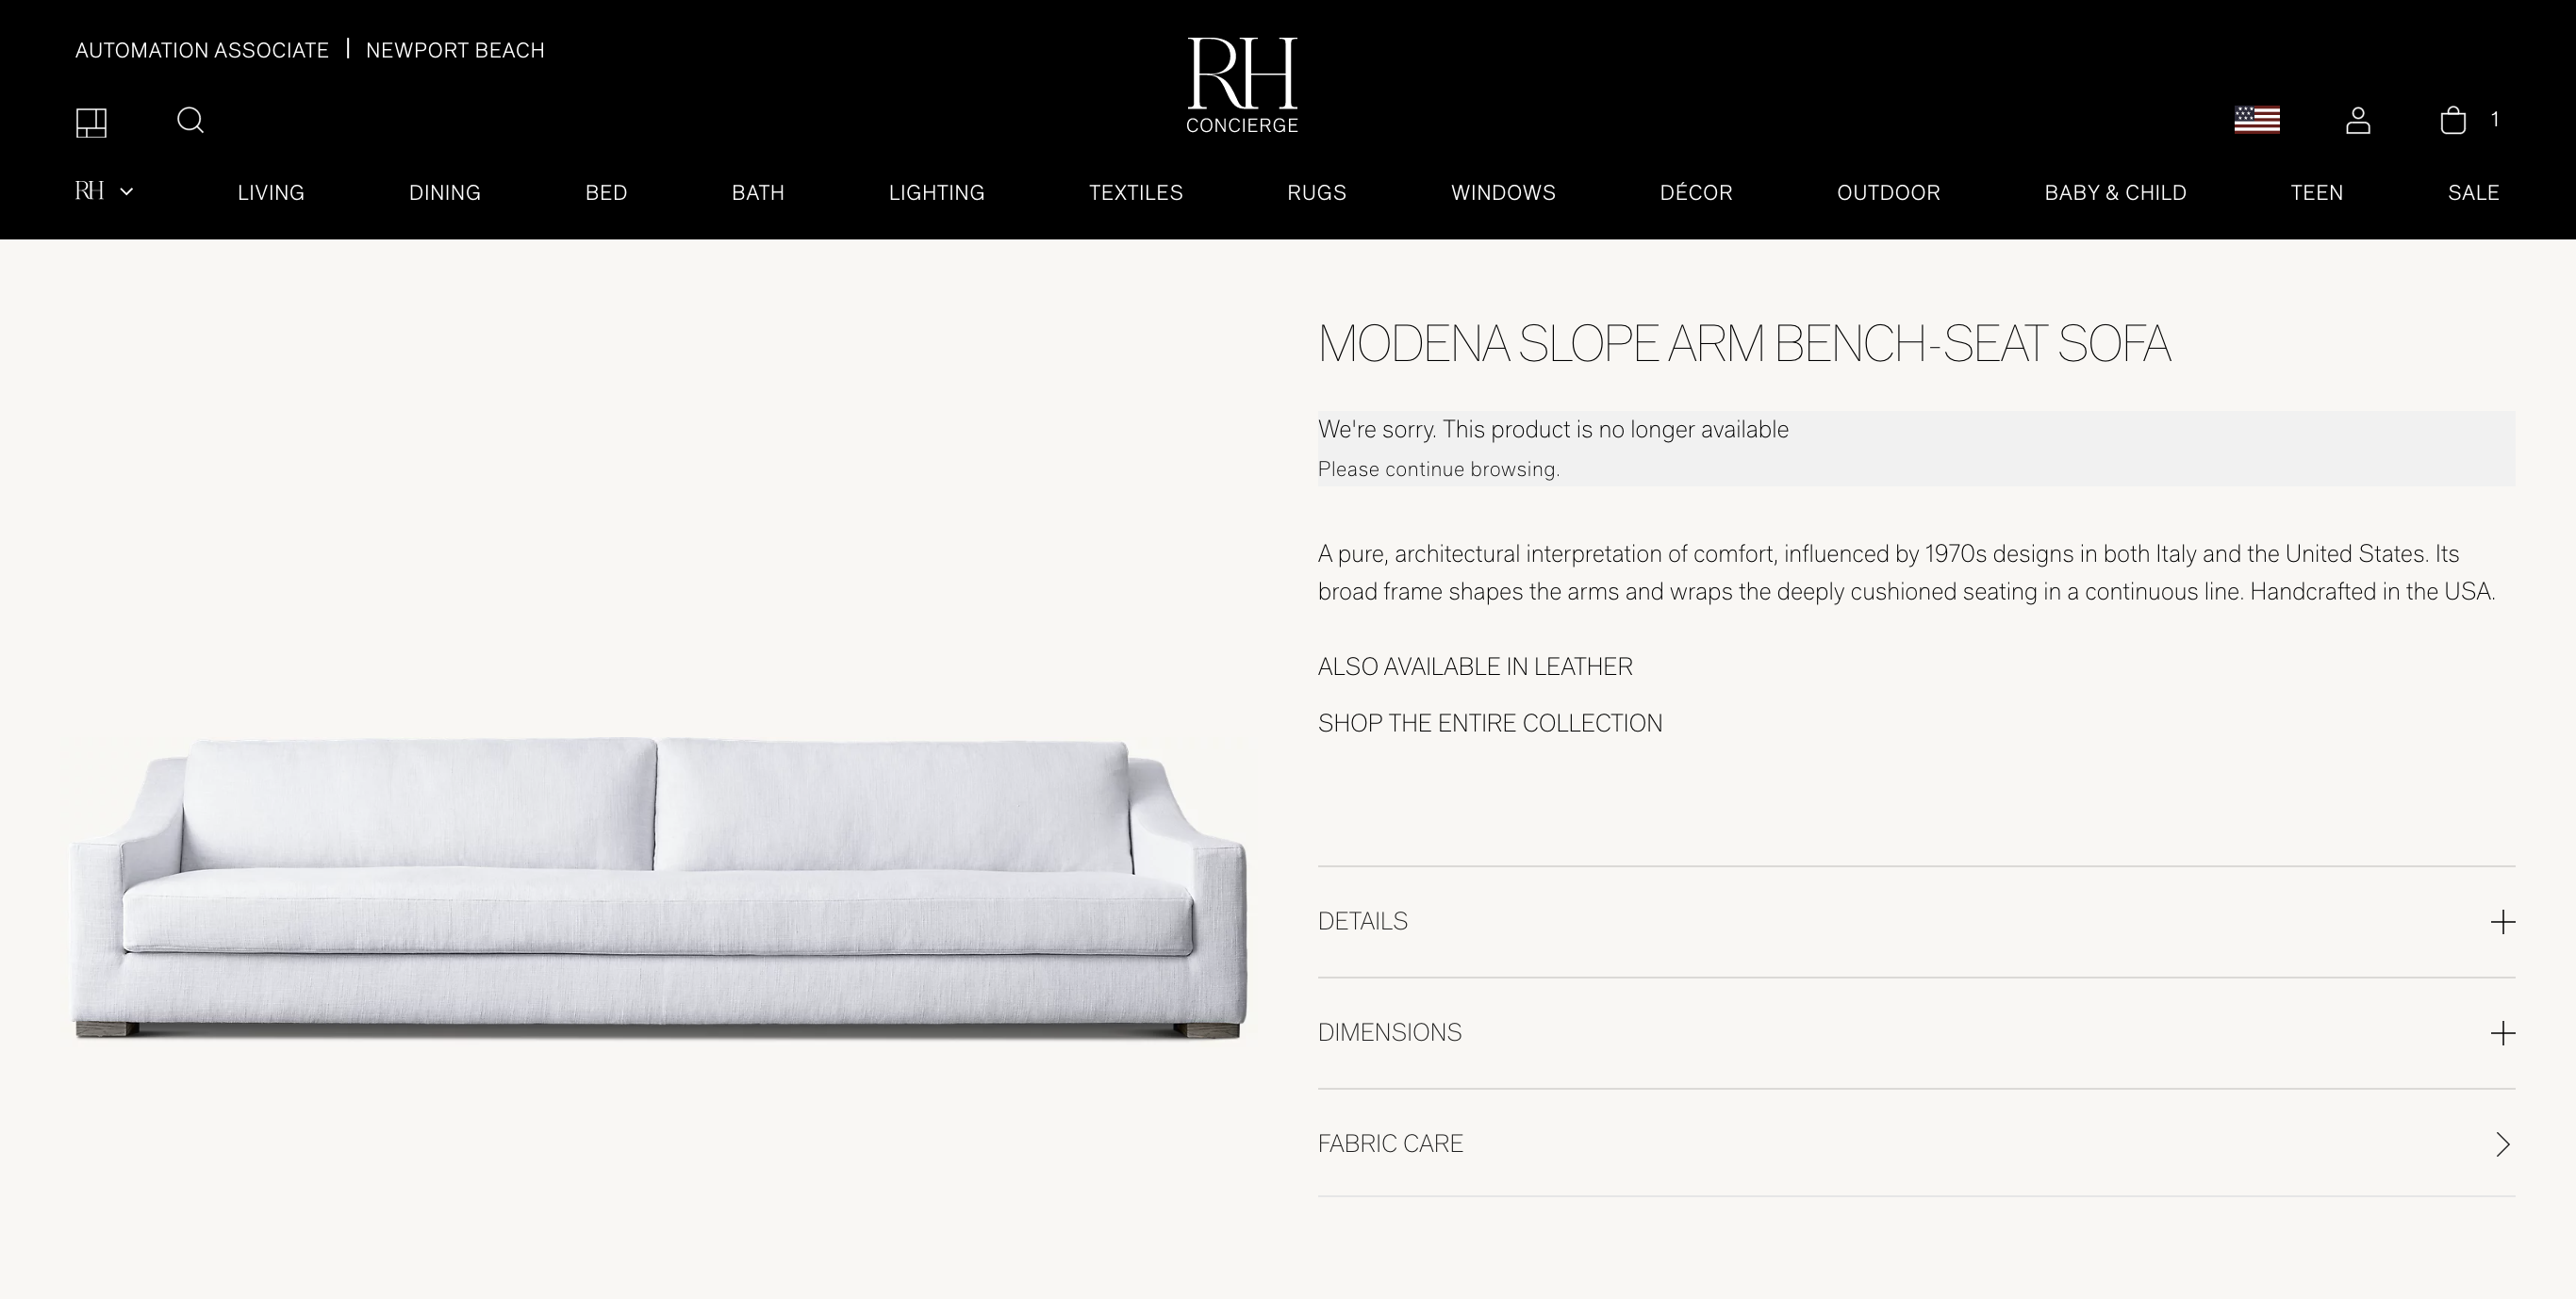 AUTOMATION ASSOCIATE | NEWPORT BEACH
RH
CONCIERGE
1
RH LIVING DINING BED BATH LIGHTING TEXTILES RUGS WINDOWS DÉCOR OUTDOOR BABY & CHILD TEEN SALE
MODENA SLOPE ARM BENCH-SEAT SOFA
We're sorry. This product is no longer available
Please continue browsing.
A pure, architectural interpretation of comfort, influenced by 1970s designs in both Italy and the United States. Its
broad frame shapes the arms and wraps the deeply cushioned seating in a continuous line. Handcrafted in the USA.
ALSO AVAILABLE IN LEATHER
SHOP THE ENTIRE COLLECTION
DETAILS
DIMENSIONS
FABRIC CARE